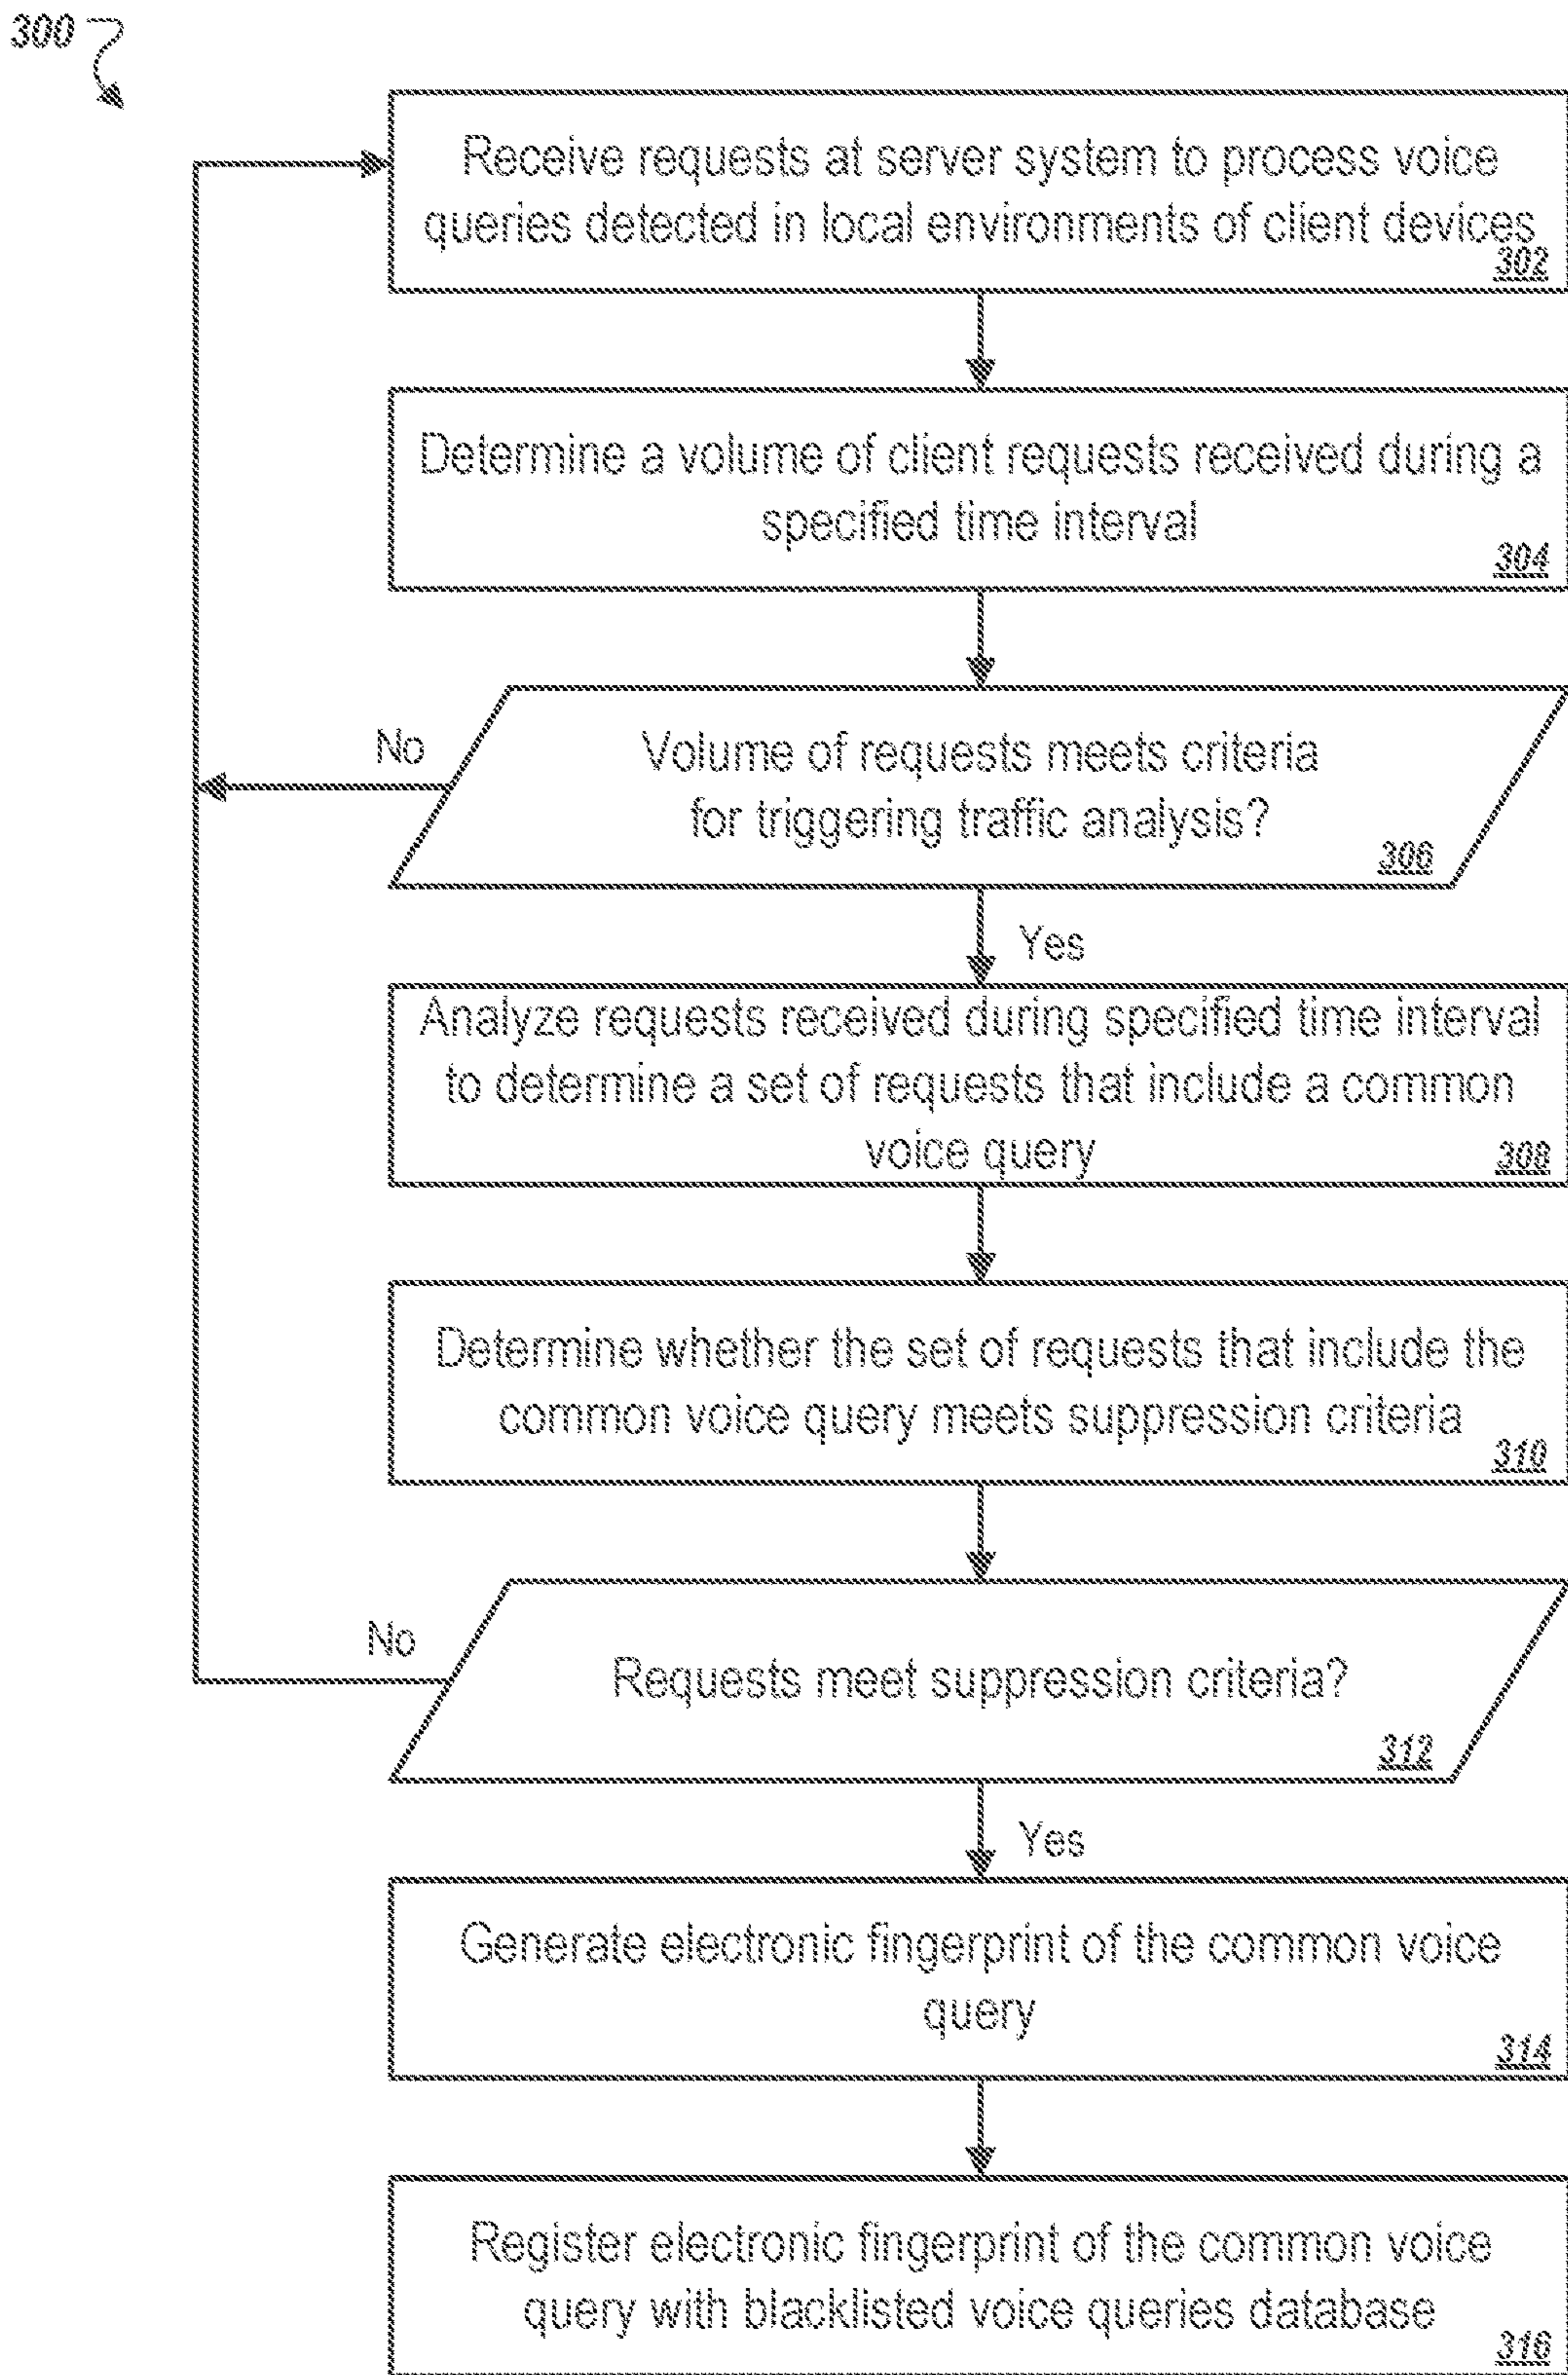 300
Receive requests at server system to process voice
queries detected in local environments of client devices
302
Determine a volume of client requests received during a
specified time interval
304
No
Volume of requests meets criteria
for triggering traffic analysis?
306
Yes
Analyze requests received during specified time interval
to determine a set of requests that include a common
voice query
308
Determine whether the set of requests that include the
common voice query meets suppression criteria
310
No
Requests meet suppression criteria?
312
Yes
Generate electronic fingerprint of the common voice
query
314
Register electronic fingerprint of the common voice
query with blacklisted voice queries database
316